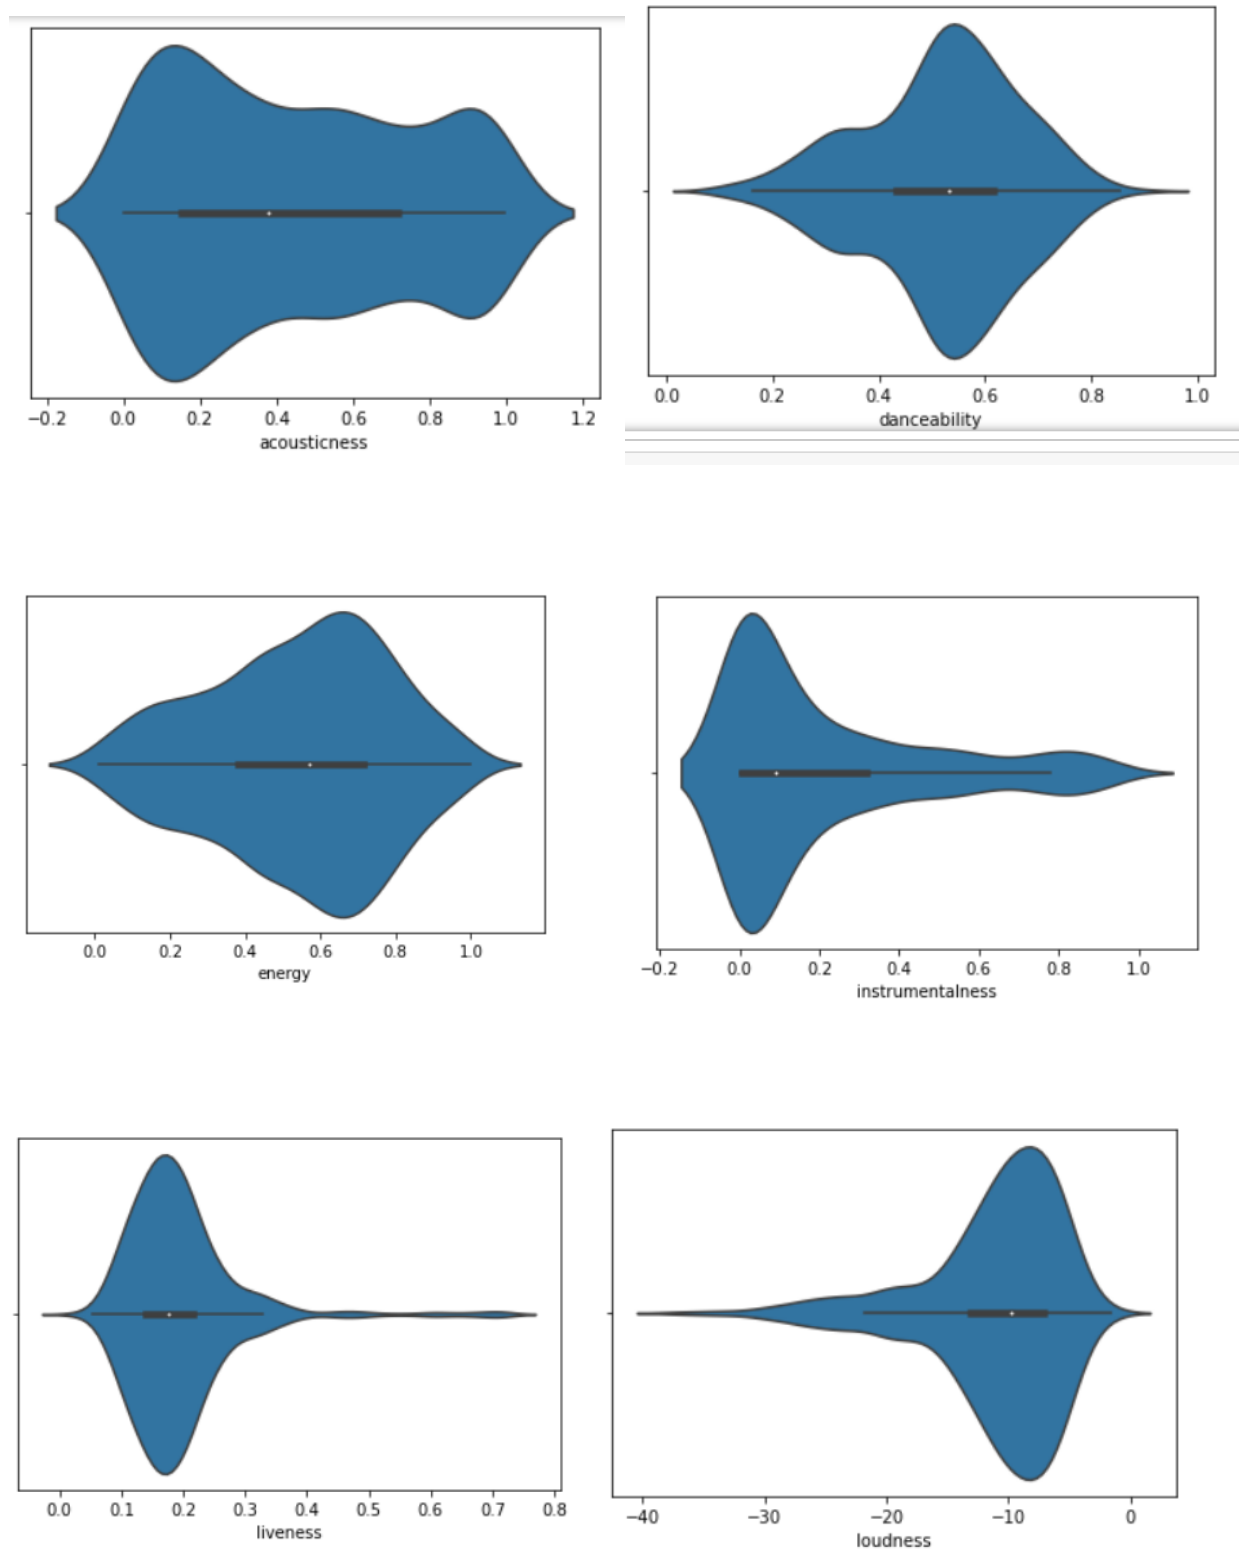 −0.2 0.0 0.2 0.4 0.6 0.8 1.0 1.2
acousticness
0.0 0.2 0.4 0.6 0.8 1.0
danceability
0.0 0.2 0.4 0.6 0.8 1.0
energy
−0.2 0.0 0.2 0.4 0.6 0.8 1.0
instrumentalness
0.0 0.1 0.2 0.3 0.4 0.5 0.6 0.7 0.8
liveness
−40 −30 −20 −10 0
loudness